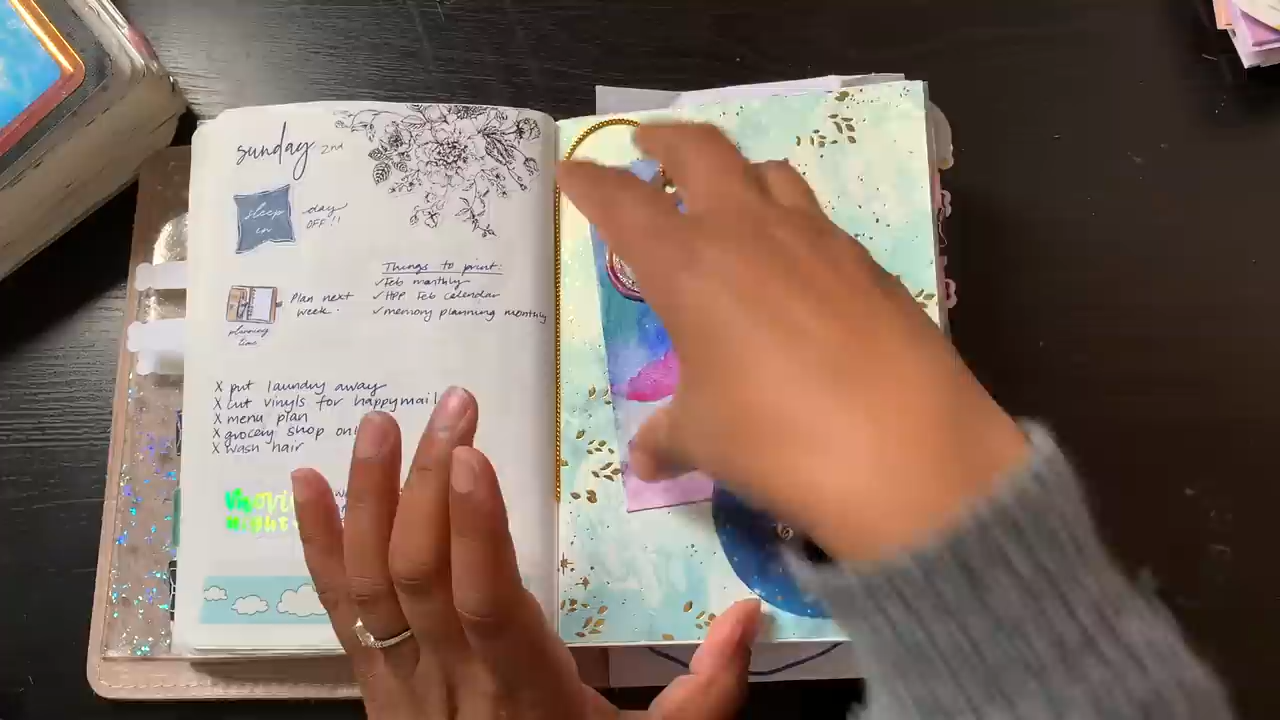 sunday 2nd
sleep
in
day
OFF!!
Things to print:
✓Feb monthly
✓HPP Feb calendar
✓memory planning monthly
Plan next
week.
planning
time
X put laundry away
X cut vinyls for happymail
X menu plan
X grocery shop
X wash hair